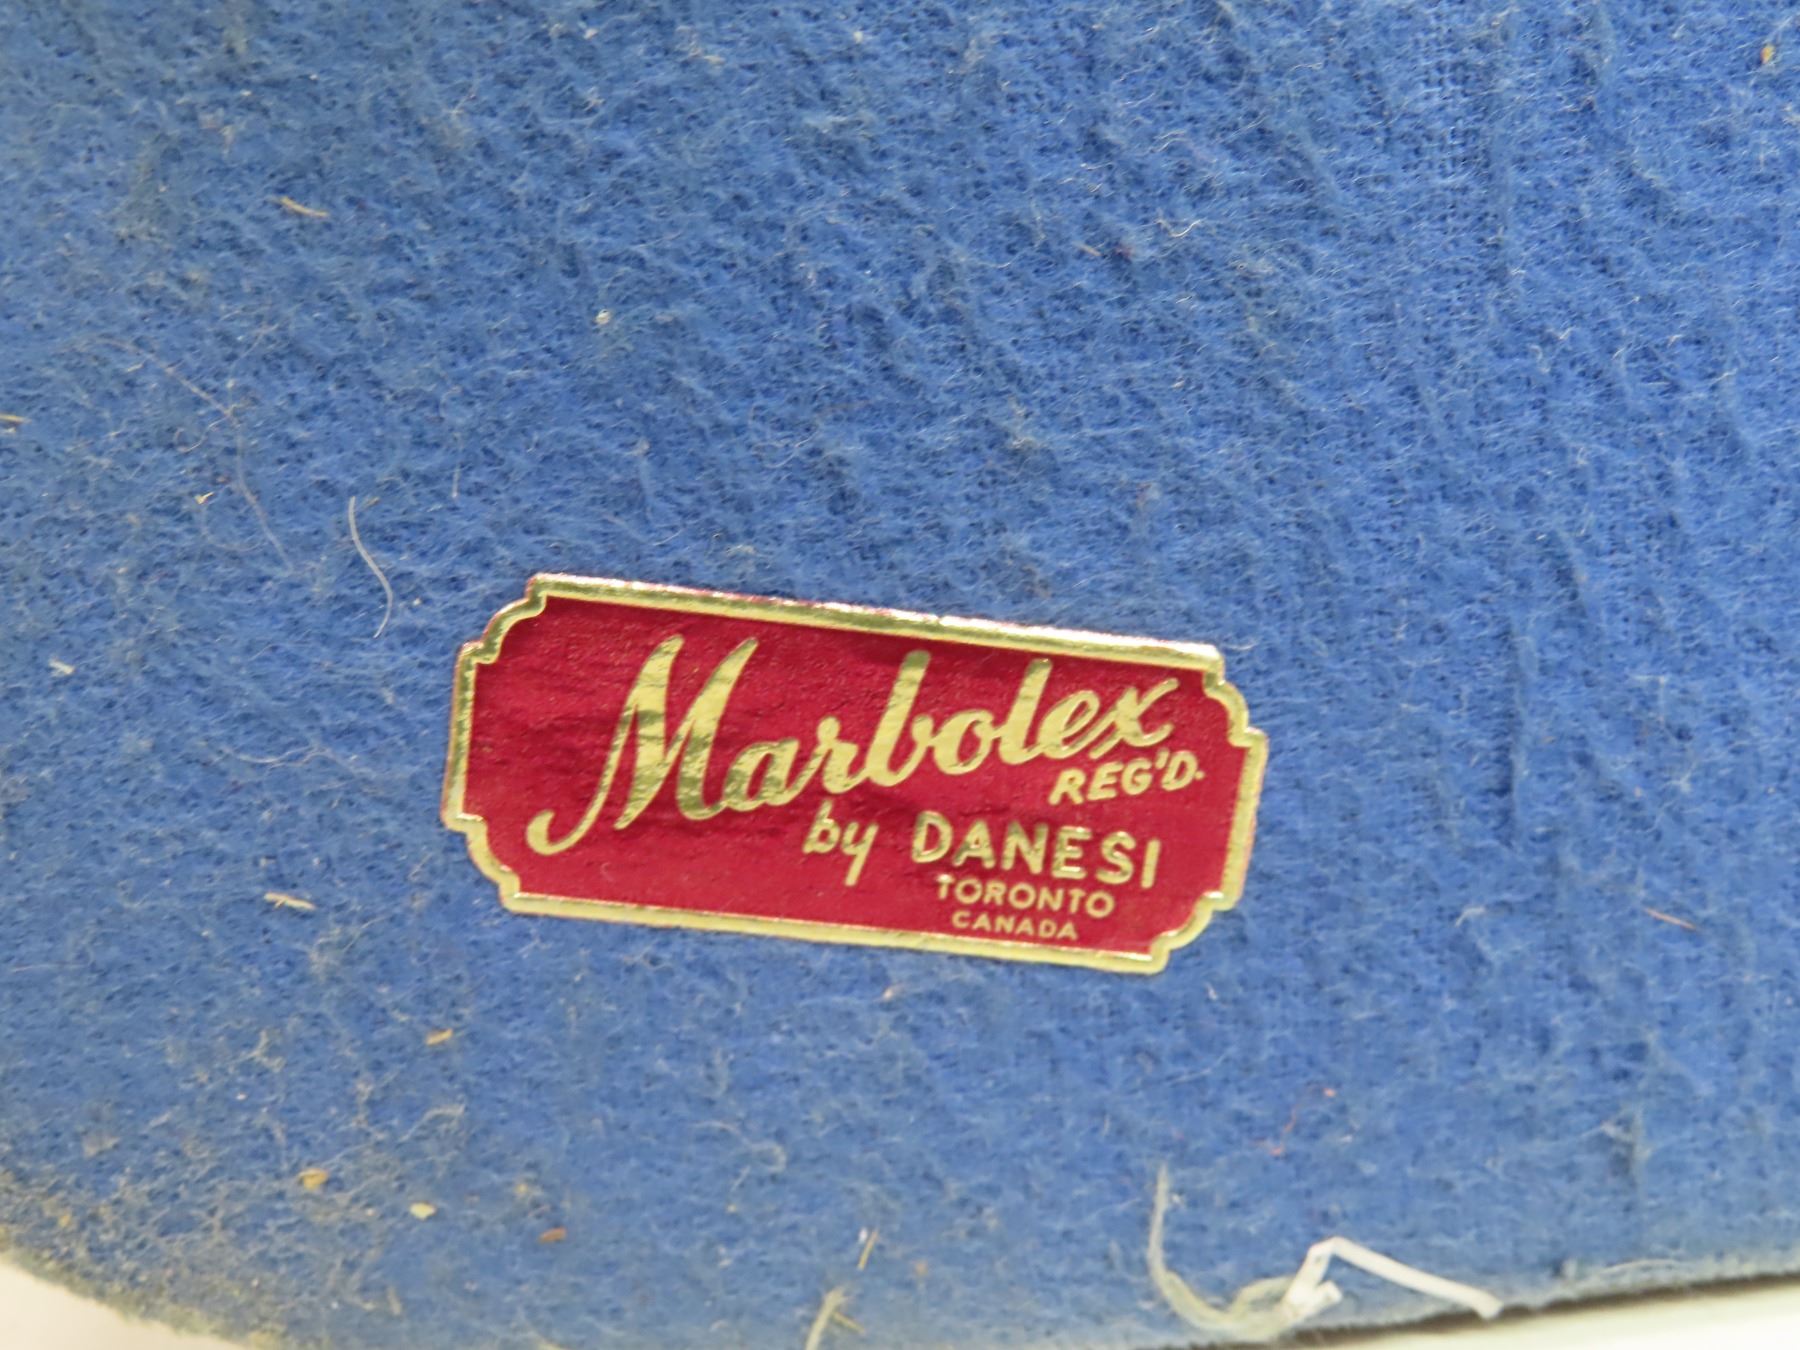 Marbolex
REG'D.
by DANESI
TORONTO
CANADA